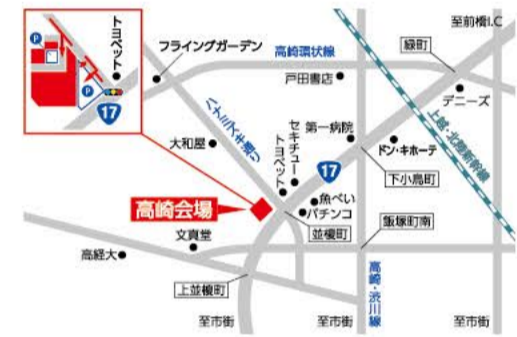 至前橋I.C
トヨペット
P
P
17
フライングガーデン
高崎環状線
緑町
戸田書店
デニーズ
ハナミズキ通り
上越・北陸新幹線
大和屋
セキチュー
トヨペット
第一病院
17
ドン・キホーテ
下小鳥町
高崎会場
魚べい
パチンコ
並榎町
飯塚町南
文真堂
高経大
上並榎町
高崎・渋川線
至市街
至市街
至市街